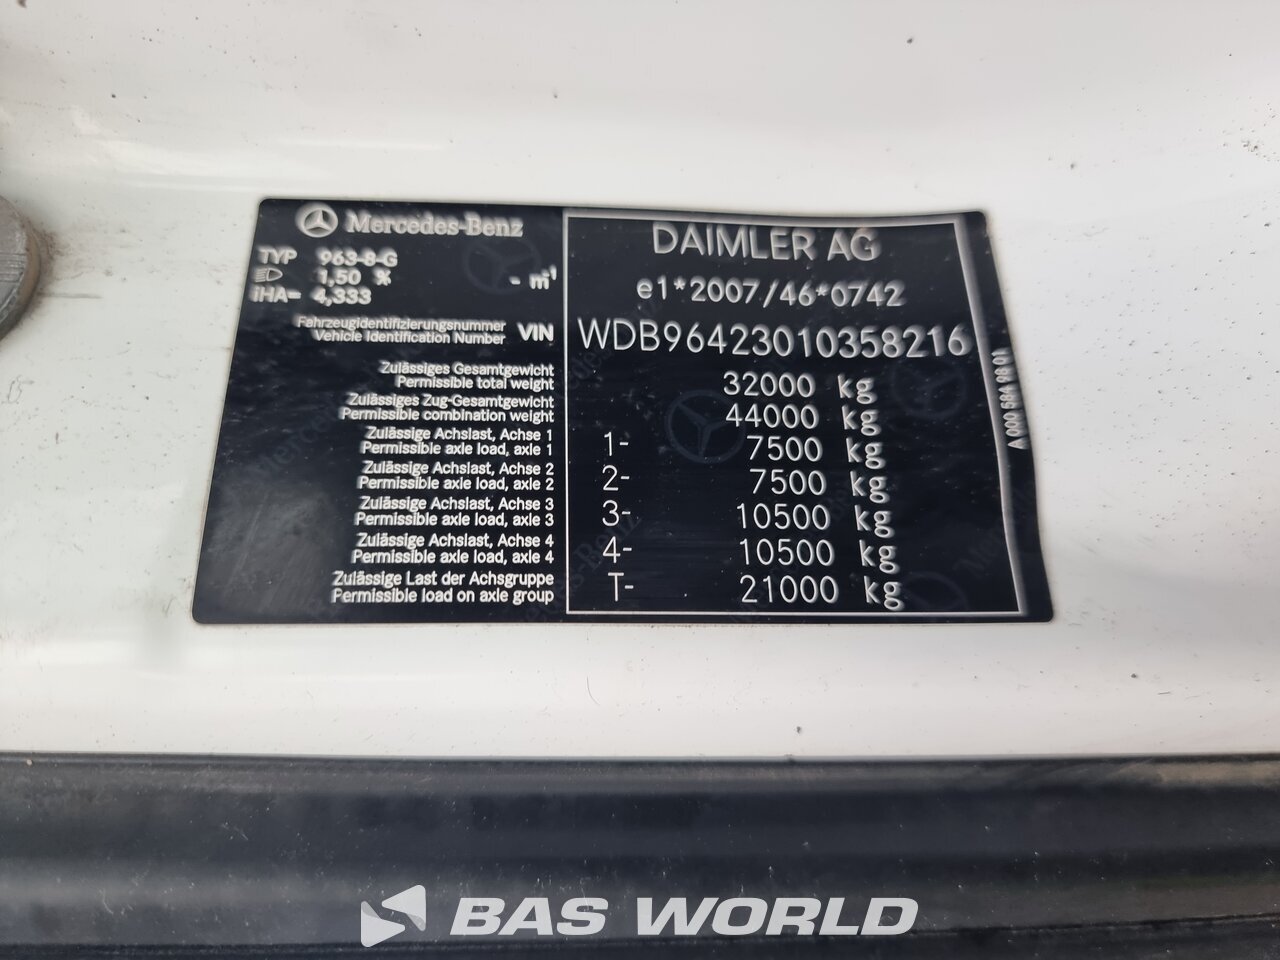 Mercedes-Benz
TYP 963-8-G
1,50 % - m⁻¹
iHA= 4,333
DAIMLER AG
e1*2007/46*0742
Fahrzeugidentifizierungsnummer
Vehicle Identification Number VIN WDB96423010358216
Zulässiges Gesamtgewicht
Permissible total weight 32000 kg
Zulässiges Zug-Gesamtgewicht
Permissible combination weight 44000 kg
Zulässige Achslast, Achse 1
Permissible axle load, axle 1 1- 7500 kg
Zulässige Achslast, Achse 2
Permissible axle load, axle 2 2- 7500 kg
Zulässige Achslast, Achse 3
Permissible axle load, axle 3 3- 10500 kg
Zulässige Achslast, Achse 4
Permissible axle load, axle 4 4- 10500 kg
Zulässige Last der Achsgruppe
Permissible load on axle group T- 21000 kg
A 000 584 98 01
BAS WORLD